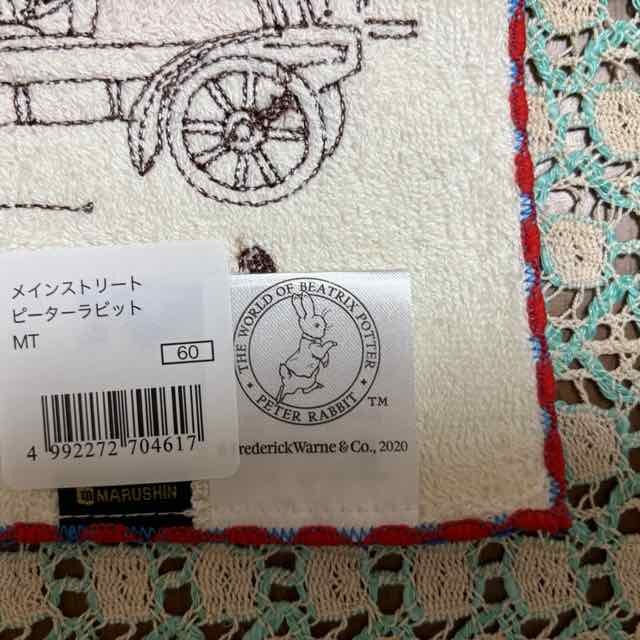 メインストリート
ピーターラビット
MT
60
4 992272 704617
THE WORLD OF BEATRIX POTTER
PETER RABBIT
TM
rederickWarne & Co., 2020
MARUSHIN